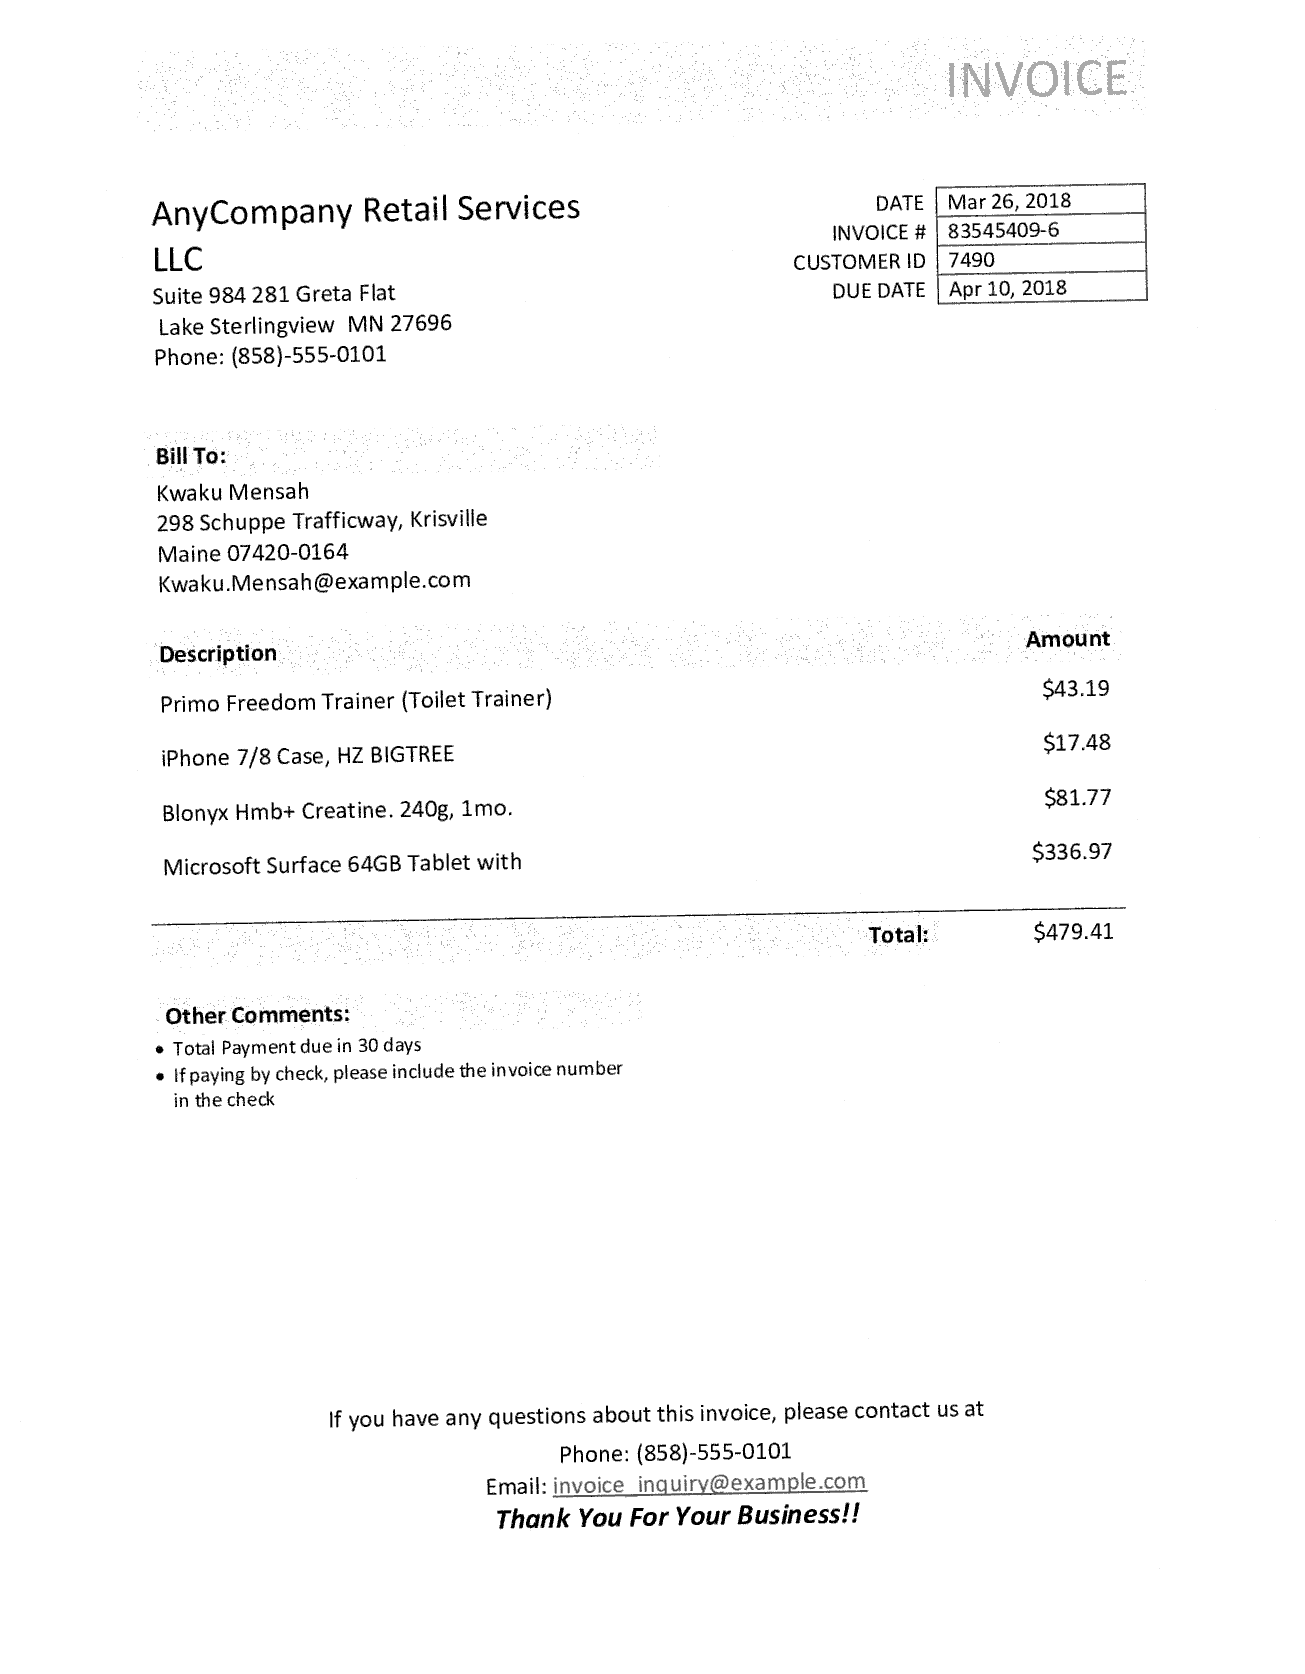 INVOICE
AnyCompany Retail Services
LLC
Suite 984 281 Greta Flat
Lake Sterlingview MN 27696
Phone: (858)-555-0101
DATE Mar 26, 2018
INVOICE # 83545409-6
CUSTOMER ID 7490
DUE DATE Apr 10, 2018
Bill To:
Kwaku Mensah
298 Schuppe Trafficway, Krisville
Maine 07420-0164
Kwaku.Mensah@example.com
Description Amount
Primo Freedom Trainer (Toilet Trainer) $43.19
iPhone 7/8 Case, HZ BIGTREE $17.48
Blonyx Hmb+ Creatine. 240g, 1mo. $81.77
Microsoft Surface 64GB Tablet with $336.97
Total: $479.41
Other Comments:
• Total Payment due in 30 days
• If paying by check, please include the invoice number
in the check
If you have any questions about this invoice, please contact us at
Phone: (858)-555-0101
Email: invoice_inquiry@example.com
Thank You For Your Business!!